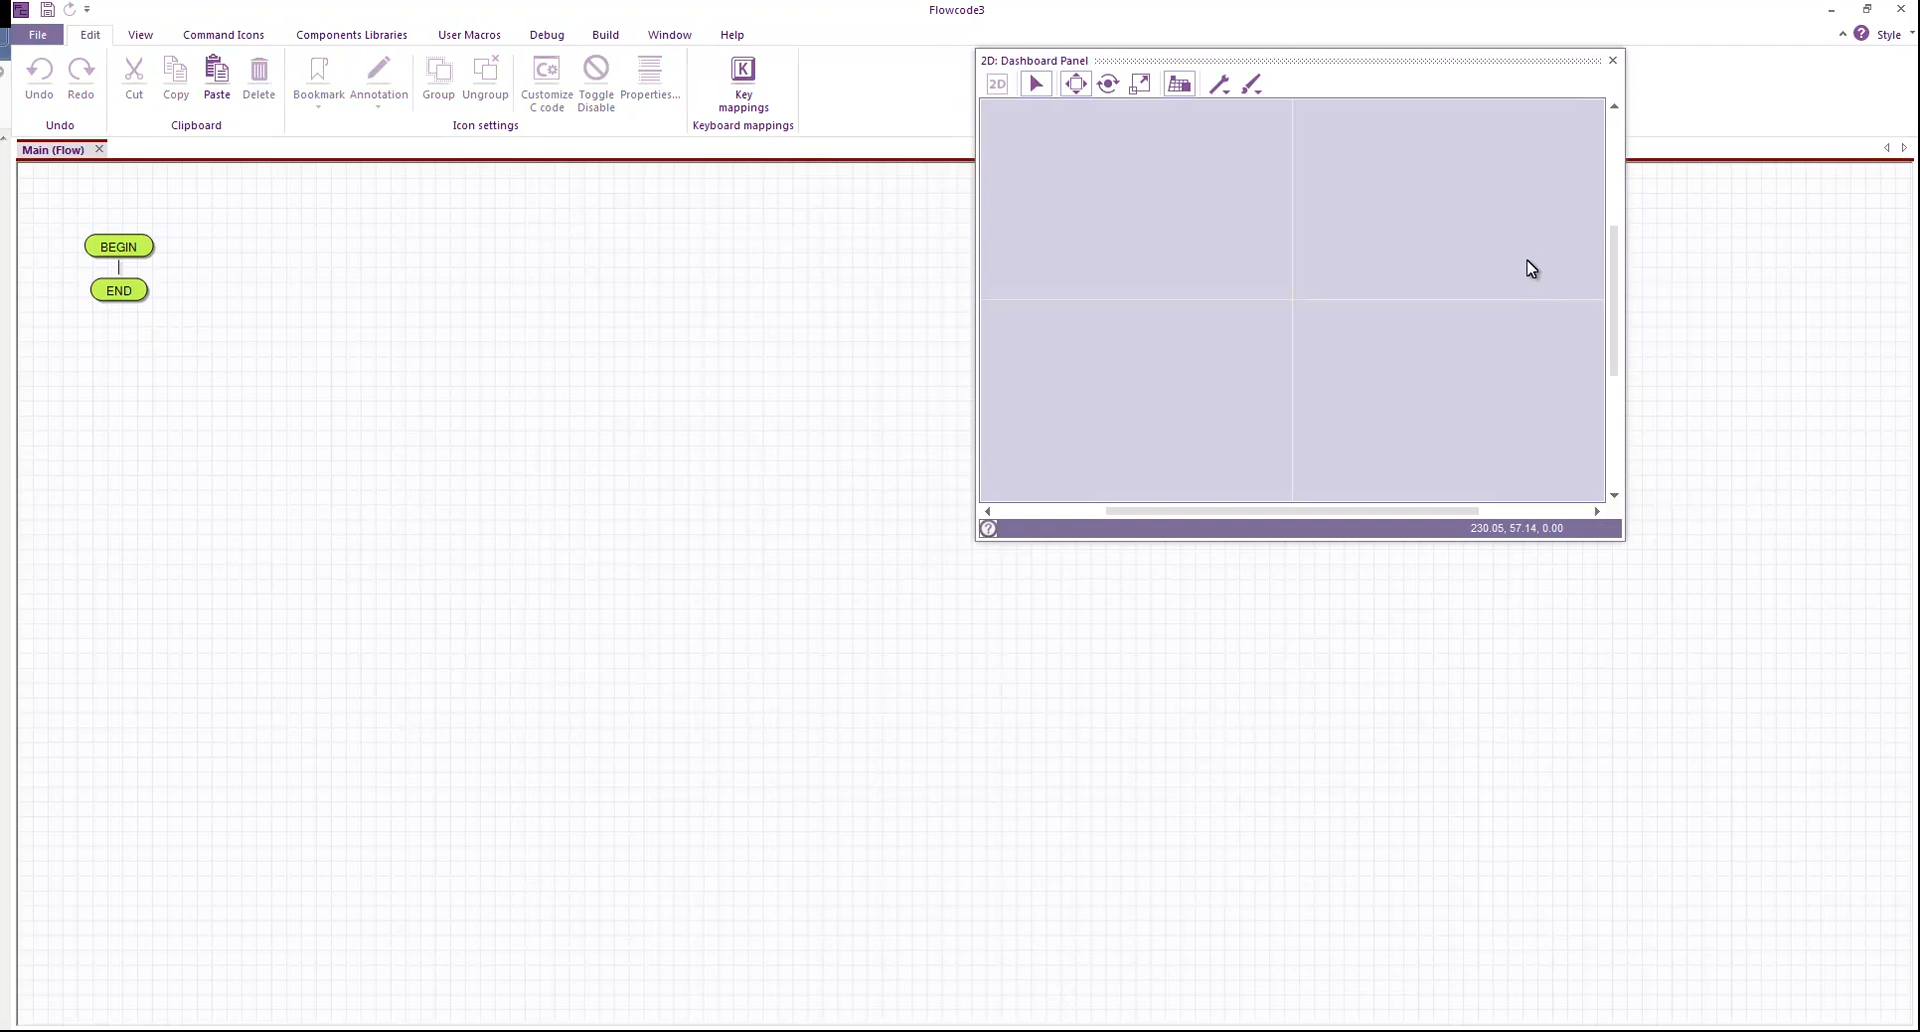 Flowcode3
File Edit View Command Icons Components Libraries User Macros Debug Build Window Help Style
2D: Dashboard Panel
2D
Undo Redo Cut Copy Paste Delete Bookmark Annotation Group Ungroup Customize C code Toggle Disable Properties... Key mappings
Undo Clipboard Icon settings Keyboard mappings
Main (Flow)
BEGIN
END
230.05, 57.14, 0.00